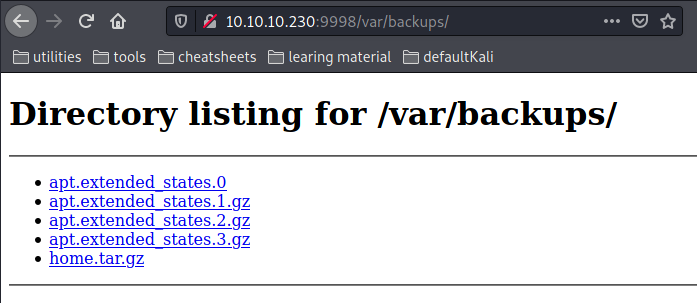 10.10.10.230:9998/var/backups/
utilities tools cheatsheets learing material defaultKali
Directory listing for /var/backups/
apt.extended_states.0
apt.extended_states.1.gz
apt.extended_states.2.gz
apt.extended_states.3.gz
home.tar.gz